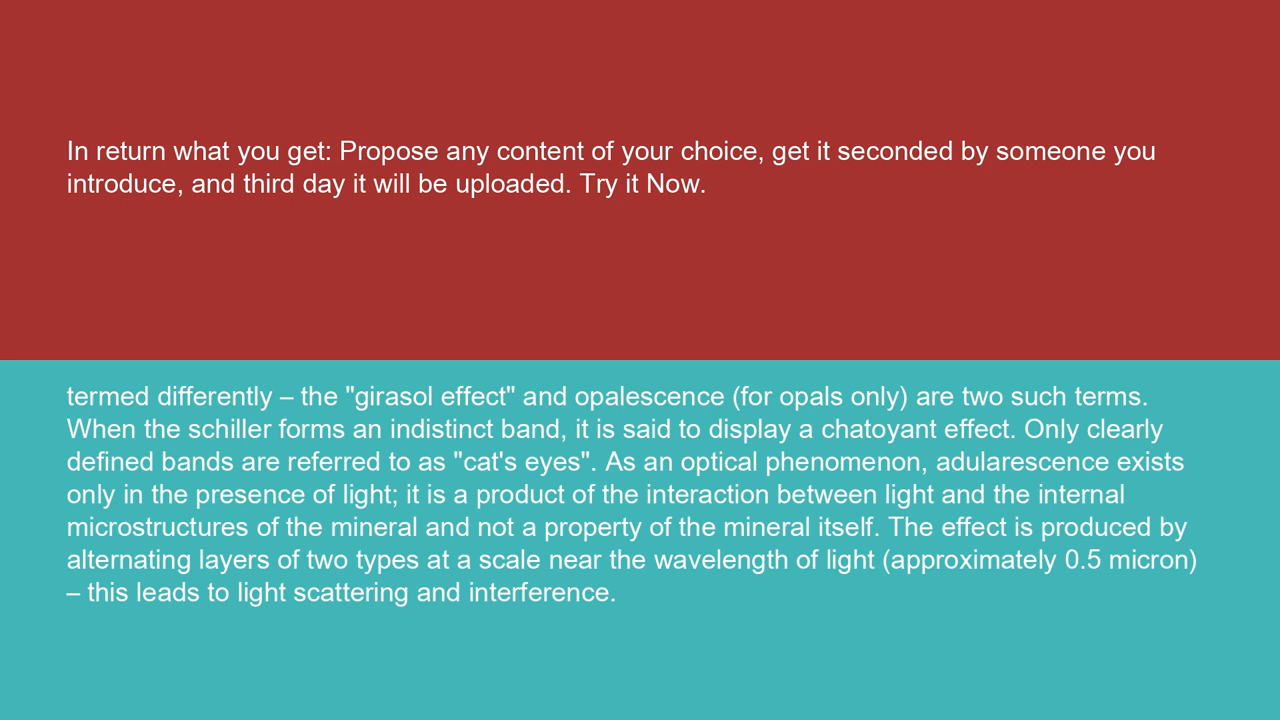 In return what you get: Propose any content of your choice, get it seconded by someone you
introduce, and third day it will be uploaded. Try it Now.
termed differently – the "girasol effect" and opalescence (for opals only) are two such terms.
When the schiller forms an indistinct band, it is said to display a chatoyant effect. Only clearly
defined bands are referred to as "cat's eyes". As an optical phenomenon, adularescence exists
only in the presence of light; it is a product of the interaction between light and the internal
microstructures of the mineral and not a property of the mineral itself. The effect is produced by
alternating layers of two types at a scale near the wavelength of light (approximately 0.5 micron)
– this leads to light scattering and interference.